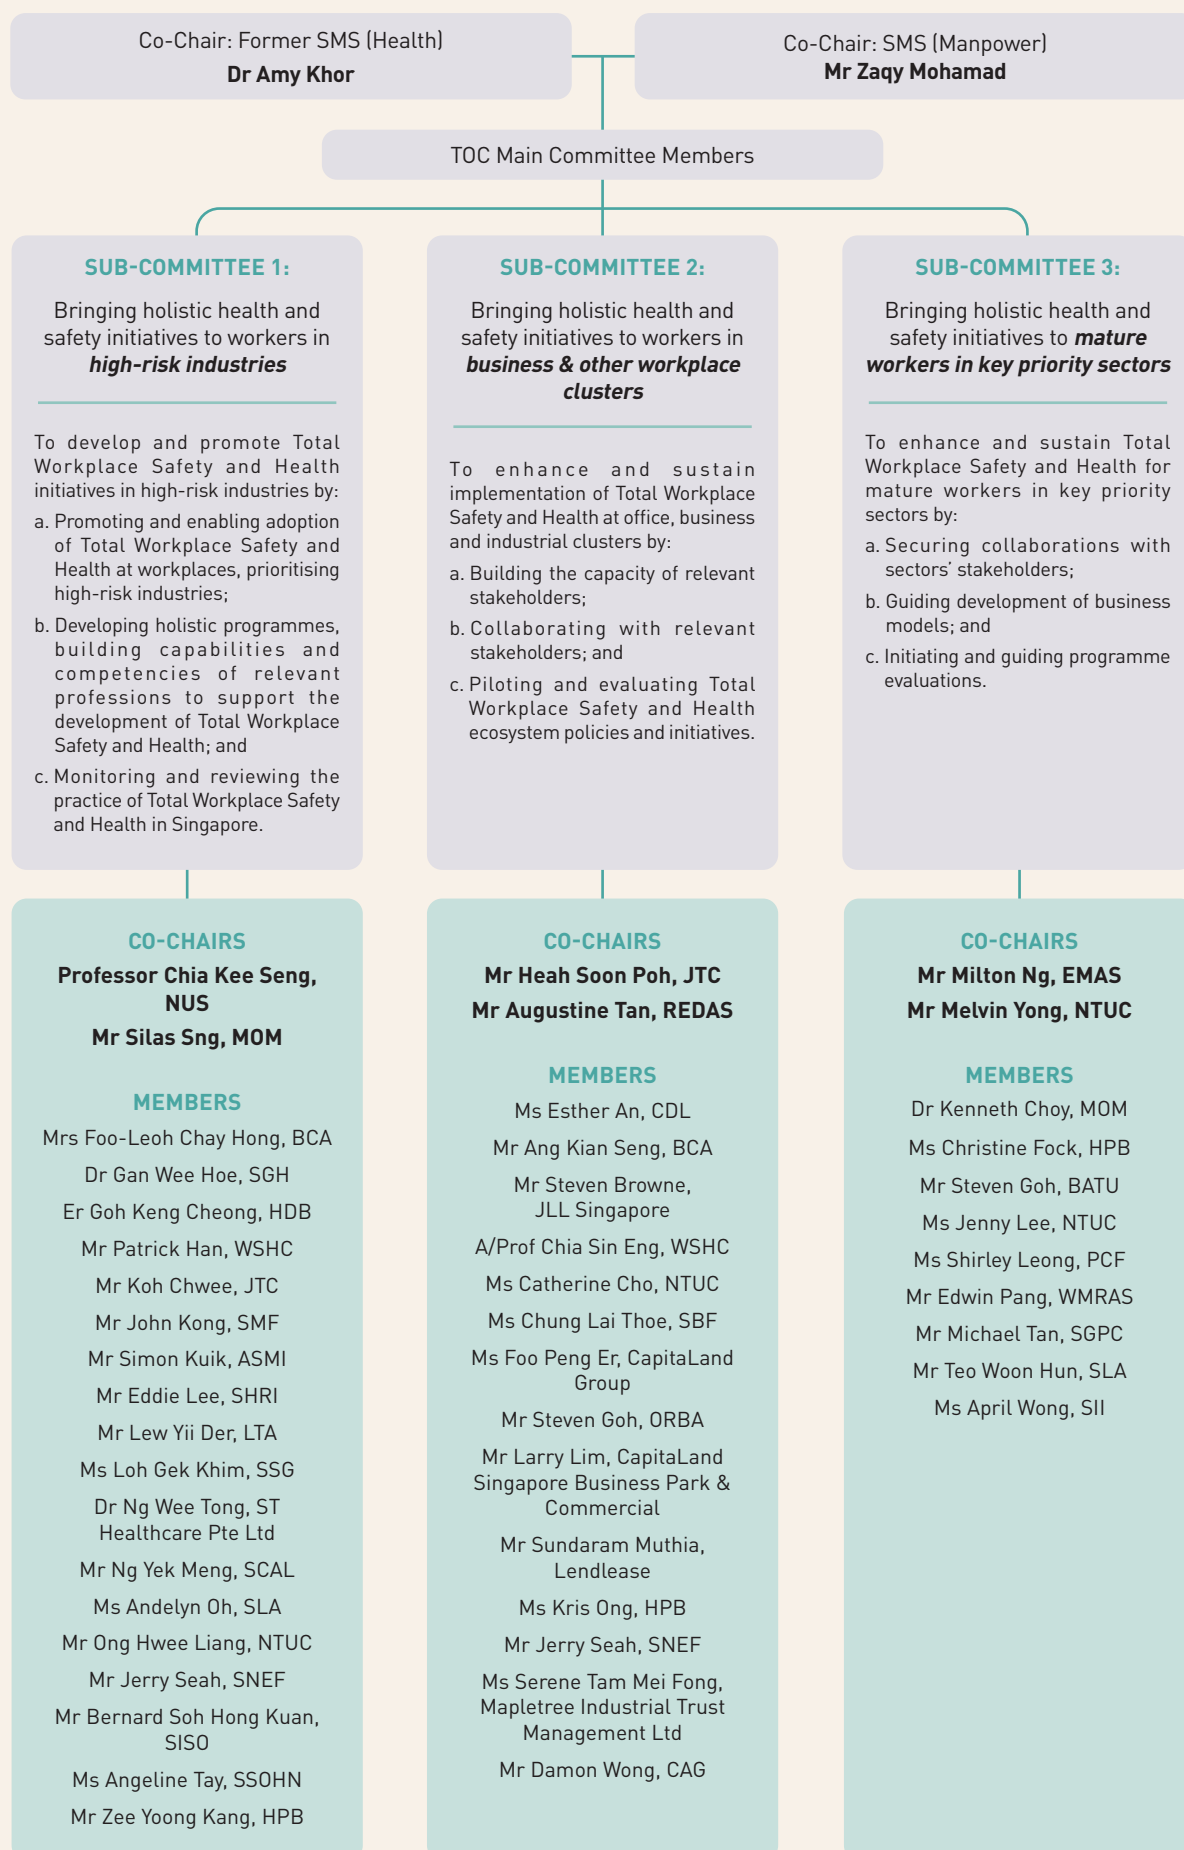 Co-Chair: Former SMS (Health)
Dr Amy Khor
Co-Chair: SMS (Manpower)
Mr Zaqy Mohamad
TOC Main Committee Members
SUB-COMMITTEE 1:
Bringing holistic health and
safety initiatives to workers in
high-risk industries
To develop and promote Total
Workplace Safety and Health
initiatives in high-risk industries by:
a. Promoting and enabling adoption
of Total Workplace Safety and
Health at workplaces, prioritising
high-risk industries;
b. Developing holistic programmes,
building capabilities and
competencies of relevant
professions to support the
development of Total Workplace
Safety and Health; and
c. Monitoring and reviewing the
practice of Total Workplace Safety
and Health in Singapore.
SUB-COMMITTEE 2:
Bringing holistic health and
safety initiatives to workers in
business & other workplace
clusters
To enhance and sustain
implementation of Total Workplace
Safety and Health at office, business
and industrial clusters by:
a. Building the capacity of relevant
stakeholders;
b. Collaborating with relevant
stakeholders; and
c. Piloting and evaluating Total
Workplace Safety and Health
ecosystem policies and initiatives.
SUB-COMMITTEE 3:
Bringing holistic health and
safety initiatives to mature
workers in key priority sectors
To enhance and sustain Total
Workplace Safety and Health for
mature workers in key priority
sectors by:
a. Securing collaborations with
sectors' stakeholders;
b. Guiding development of business
models; and
c. Initiating and guiding programme
evaluations.
CO-CHAIRS
Professor Chia Kee Seng,
NUS
Mr Silas Sng, MOM
MEMBERS
Mrs Foo-Leoh Chay Hong, BCA
Dr Gan Wee Hoe, SGH
Er Goh Keng Cheong, HDB
Mr Patrick Han, WSHC
Mr Koh Chwee, JTC
Mr John Kong, SMF
Mr Simon Kuik, ASMI
Mr Eddie Lee, SHRI
Mr Lew Yii Der, LTA
Ms Loh Gek Khim, SSG
Dr Ng Wee Tong, ST
Healthcare Pte Ltd
Mr Ng Yek Meng, SCAL
Ms Andelyn Oh, SLA
Mr Ong Hwee Liang, NTUC
Mr Jerry Seah, SNEF
Mr Bernard Soh Hong Kuan,
SISO
Ms Angeline Tay, SSOHN
Mr Zee Yoong Kang, HPB
CO-CHAIRS
Mr Heah Soon Poh, JTC
Mr Augustine Tan, REDAS
MEMBERS
Ms Esther An, CDL
Mr Ang Kian Seng, BCA
Mr Steven Browne,
JLL Singapore
A/Prof Chia Sin Eng, WSHC
Ms Catherine Cho, NTUC
Ms Chung Lai Thoe, SBF
Ms Foo Peng Er, CapitaLand
Group
Mr Steven Goh, ORBA
Mr Larry Lim, CapitaLand
Singapore Business Park &
Commercial
Mr Sundaram Muthia,
Lendlease
Ms Kris Ong, HPB
Mr Jerry Seah, SNEF
Ms Serene Tam Mei Fong,
Mapletree Industrial Trust
Management Ltd
Mr Damon Wong, CAG
CO-CHAIRS
Mr Milton Ng, EMAS
Mr Melvin Yong, NTUC
MEMBERS
Dr Kenneth Choy, MOM
Ms Christine Fock, HPB
Mr Steven Goh, BATU
Ms Jenny Lee, NTUC
Ms Shirley Leong, PCF
Mr Edwin Pang, WMRAS
Mr Michael Tan, SGPC
Mr Teo Woon Hun, SLA
Ms April Wong, SII